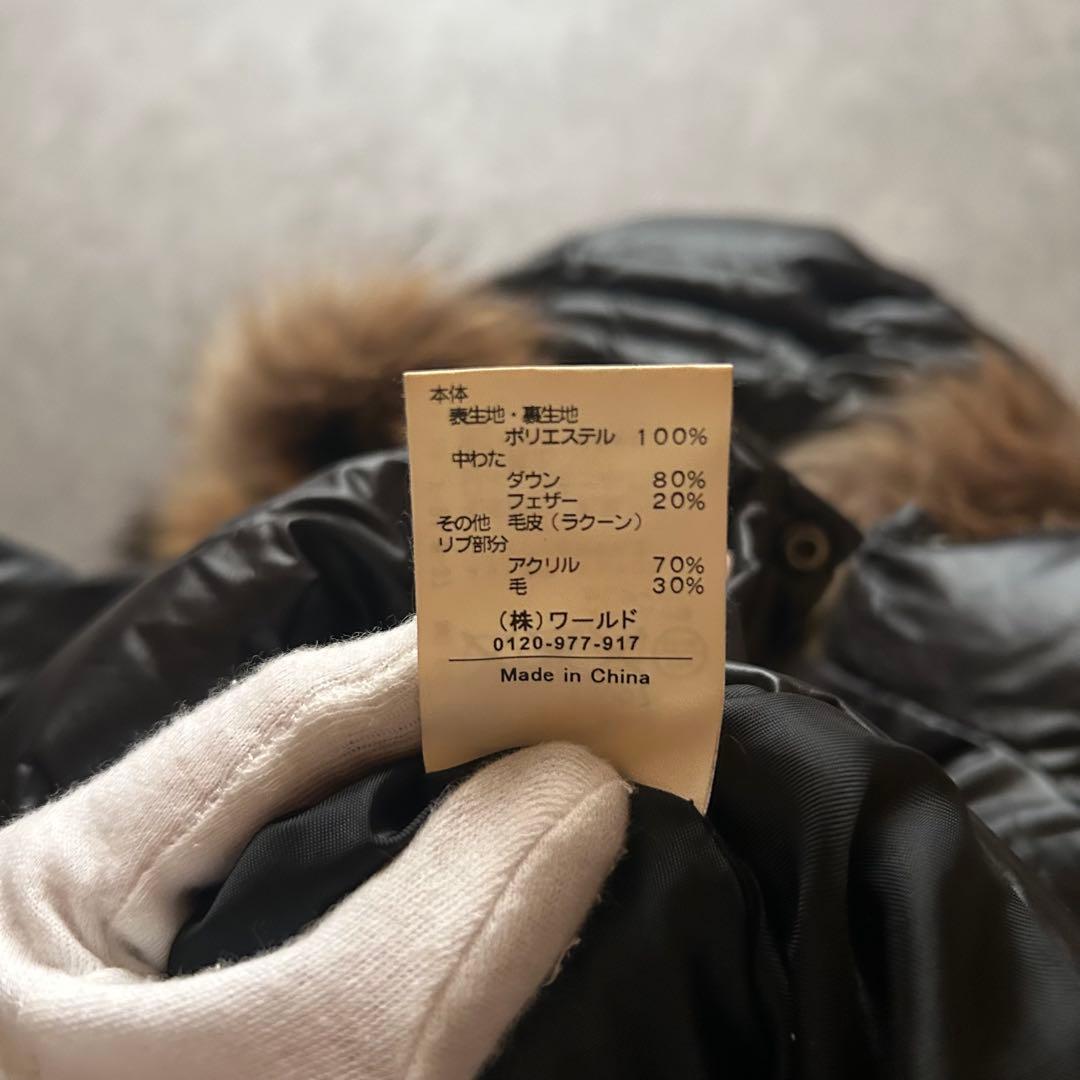 本体
表生地・裏生地
ポリエステル 100%
中わた
ダウン 80%
フェザー 20%
その他 毛皮(ラクーン)
リブ部分
アクリル 70%
毛 30%
(株)ワールド
0120-977-917
Made in China